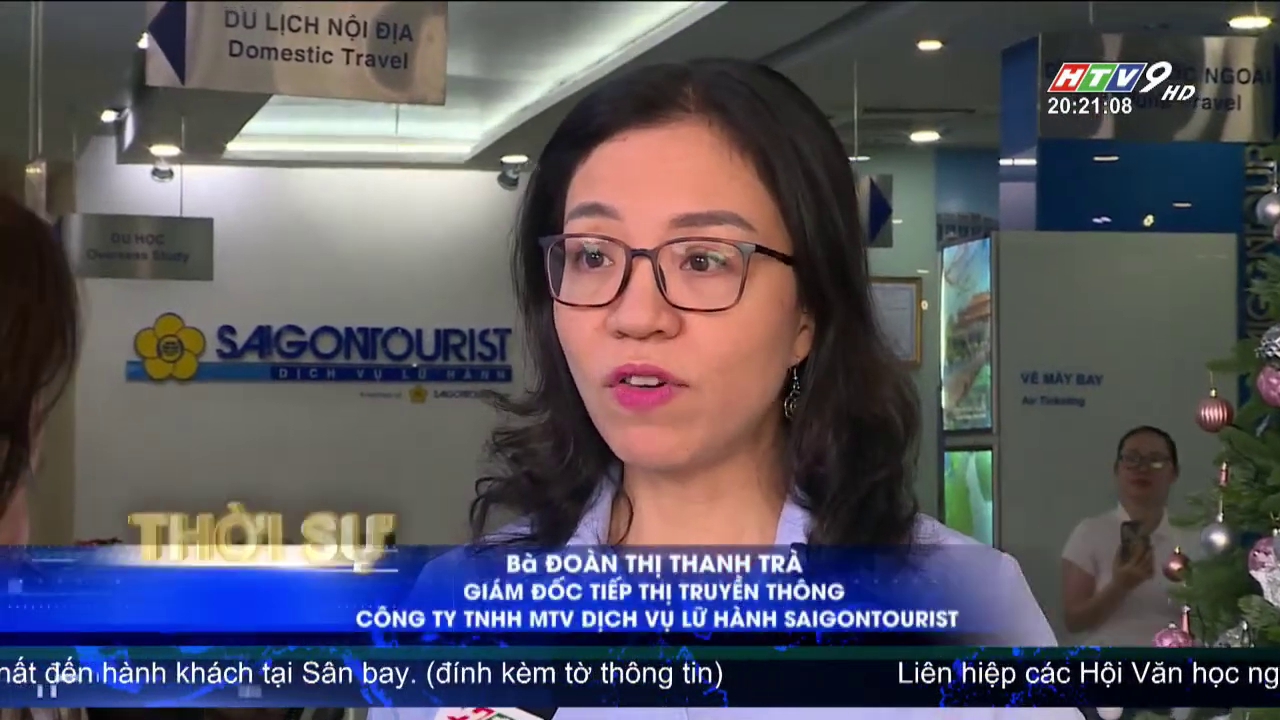 DU LỊCH NỘI ĐỊA
Domestic Travel
HTV9 HD
20:21:08
NGOẠI
Travel
DU HỌC
Overseas Study
SAIGONTOURIST
DỊCH VỤ LỮ HÀNH
VÉ MÁY BAY
Air Ticketing
THỜI SỰ
Bà ĐOÀN THỊ THANH TRÀ
GIÁM ĐỐC TIẾP THỊ TRUYỀN THÔNG
CÔNG TY TNHH MTV DỊCH VỤ LỮ HÀNH SAIGONTOURIST
đến hành khách tại Sân bay. (đính kèm tờ thông tin) Liên hiệp các Hội Văn học